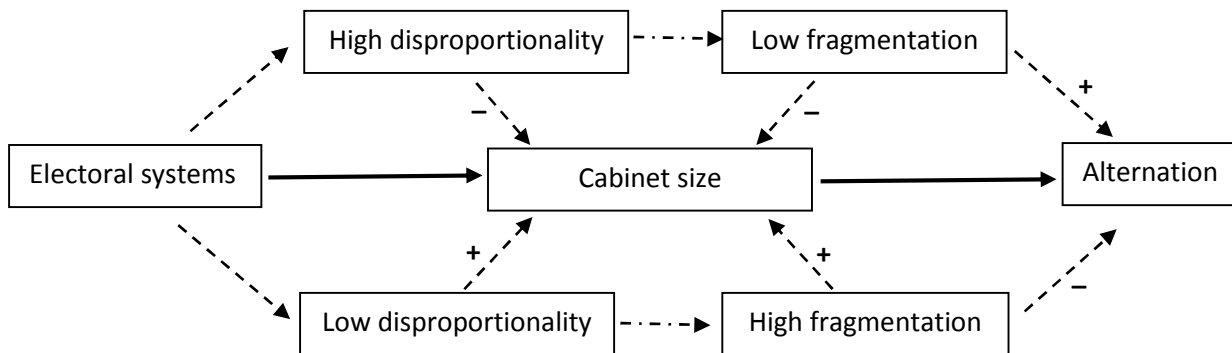 High disproportionality
Low fragmentation
+
−
−
Electoral systems
Cabinet size
Alternation
+
+
−
Low disproportionality
High fragmentation